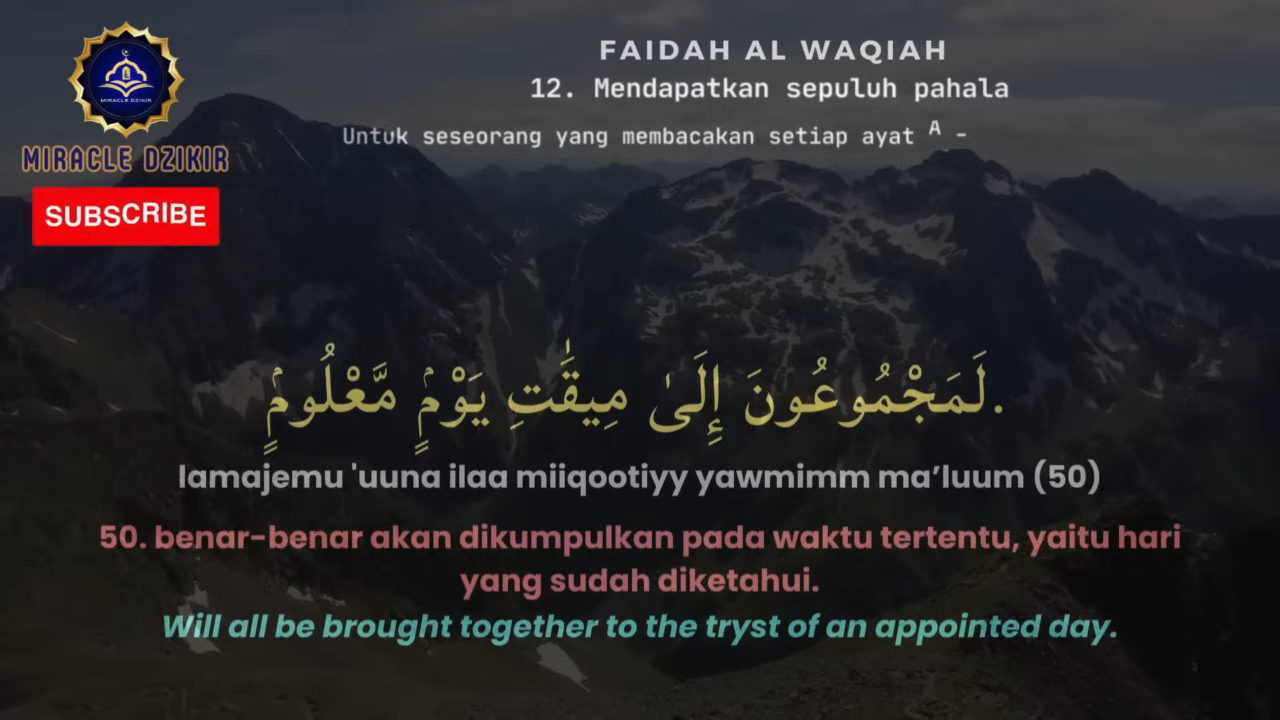 FAIDAH AL WAQIAH
12. Mendapatkan sepuluh pahala
Untuk seseorang yang membacakan setiap ayat A -
MIRACLE DZIKIR
MIRACLE DZIKIR
SUBSCRIBE
لَمَجْمُوعُونَ إِلَىٰ مِيقَٰتِ يَوْمٍۢ مَّعْلُومٍۢ.
lamajemu 'uuna ilaa miiqootiyy yawmimm ma’luum (50)
50. benar-benar akan dikumpulkan pada waktu tertentu, yaitu hari
yang sudah diketahui.
Will all be brought together to the tryst of an appointed day.